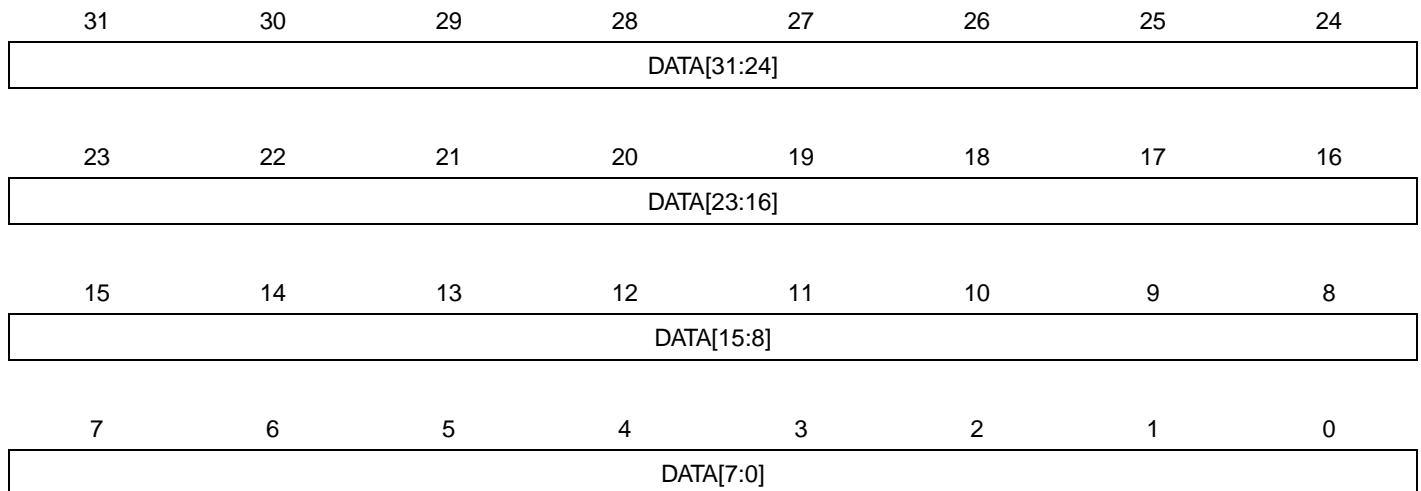 31 30 29 28 27 26 25 24
DATA[31:24]
23 22 21 20 19 18 17 16
DATA[23:16]
15 14 13 12 11 10 9 8
DATA[15:8]
7 6 5 4 3 2 1 0
DATA[7:0]